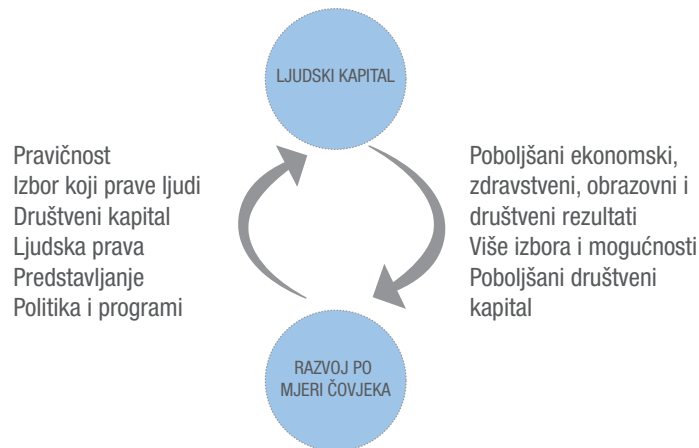 LJUDSKI KAPITAL
Pravičnost
Izbor koji prave ljudi
Društveni kapital
Ljudska prava
Predstavljanje
Politika i programi
Poboljšani ekonomski,
zdravstveni, obrazovni i
društveni rezultati
Više izbora i mogućnosti
Poboljšani društveni
kapital
RAZVOJ PO
MJERI ČOVJEKA